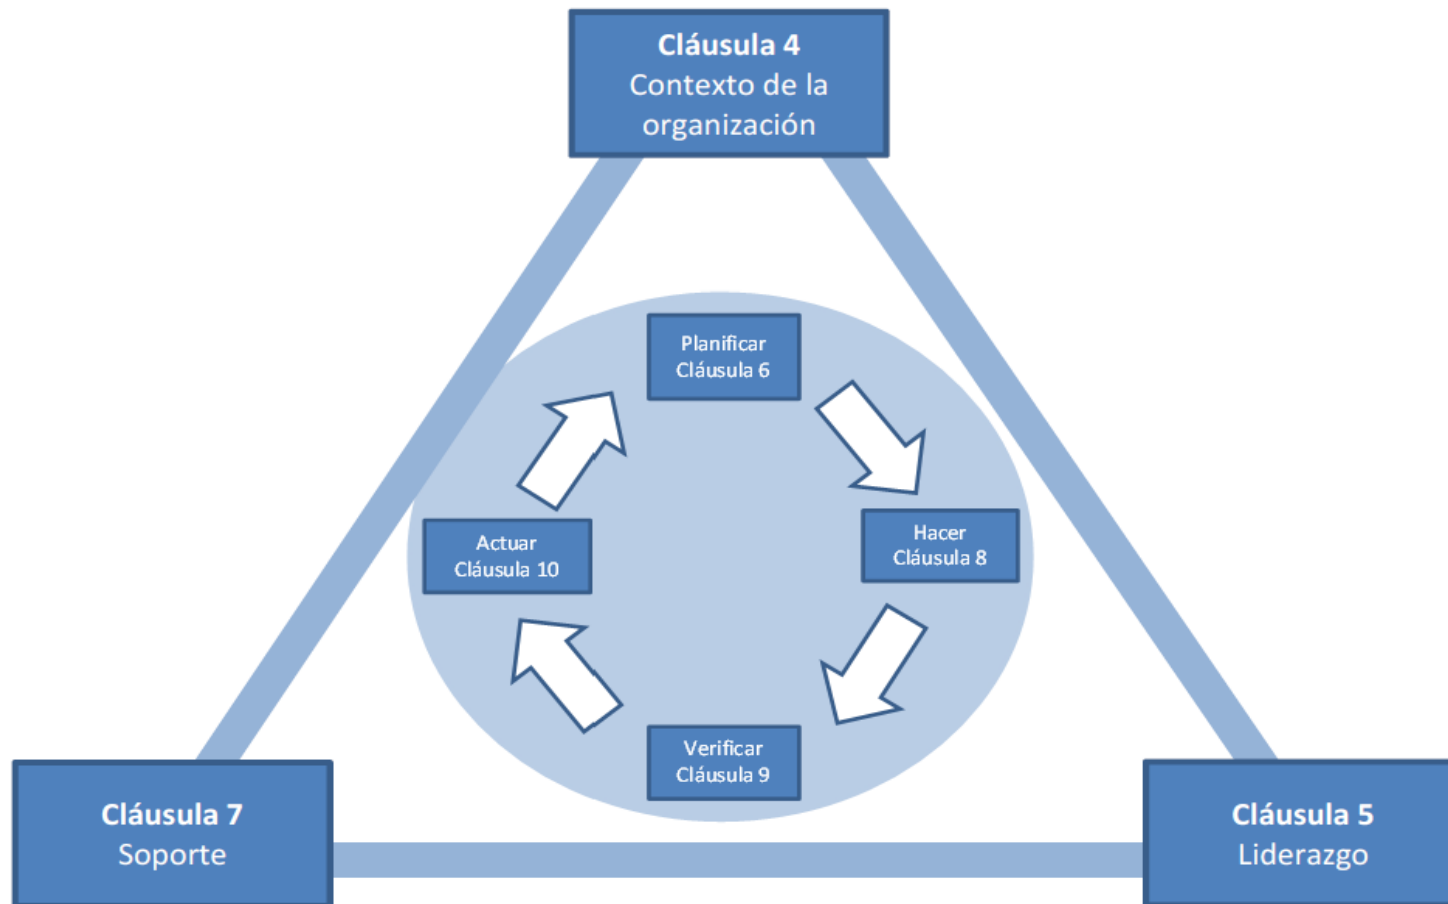 Cláusula 4
Contexto de la
organización
Planificar
Cláusula 6
Hacer
Cláusula 8
Actuar
Cláusula 10
Verificar
Cláusula 9
Cláusula 7
Soporte
Cláusula 5
Liderazgo